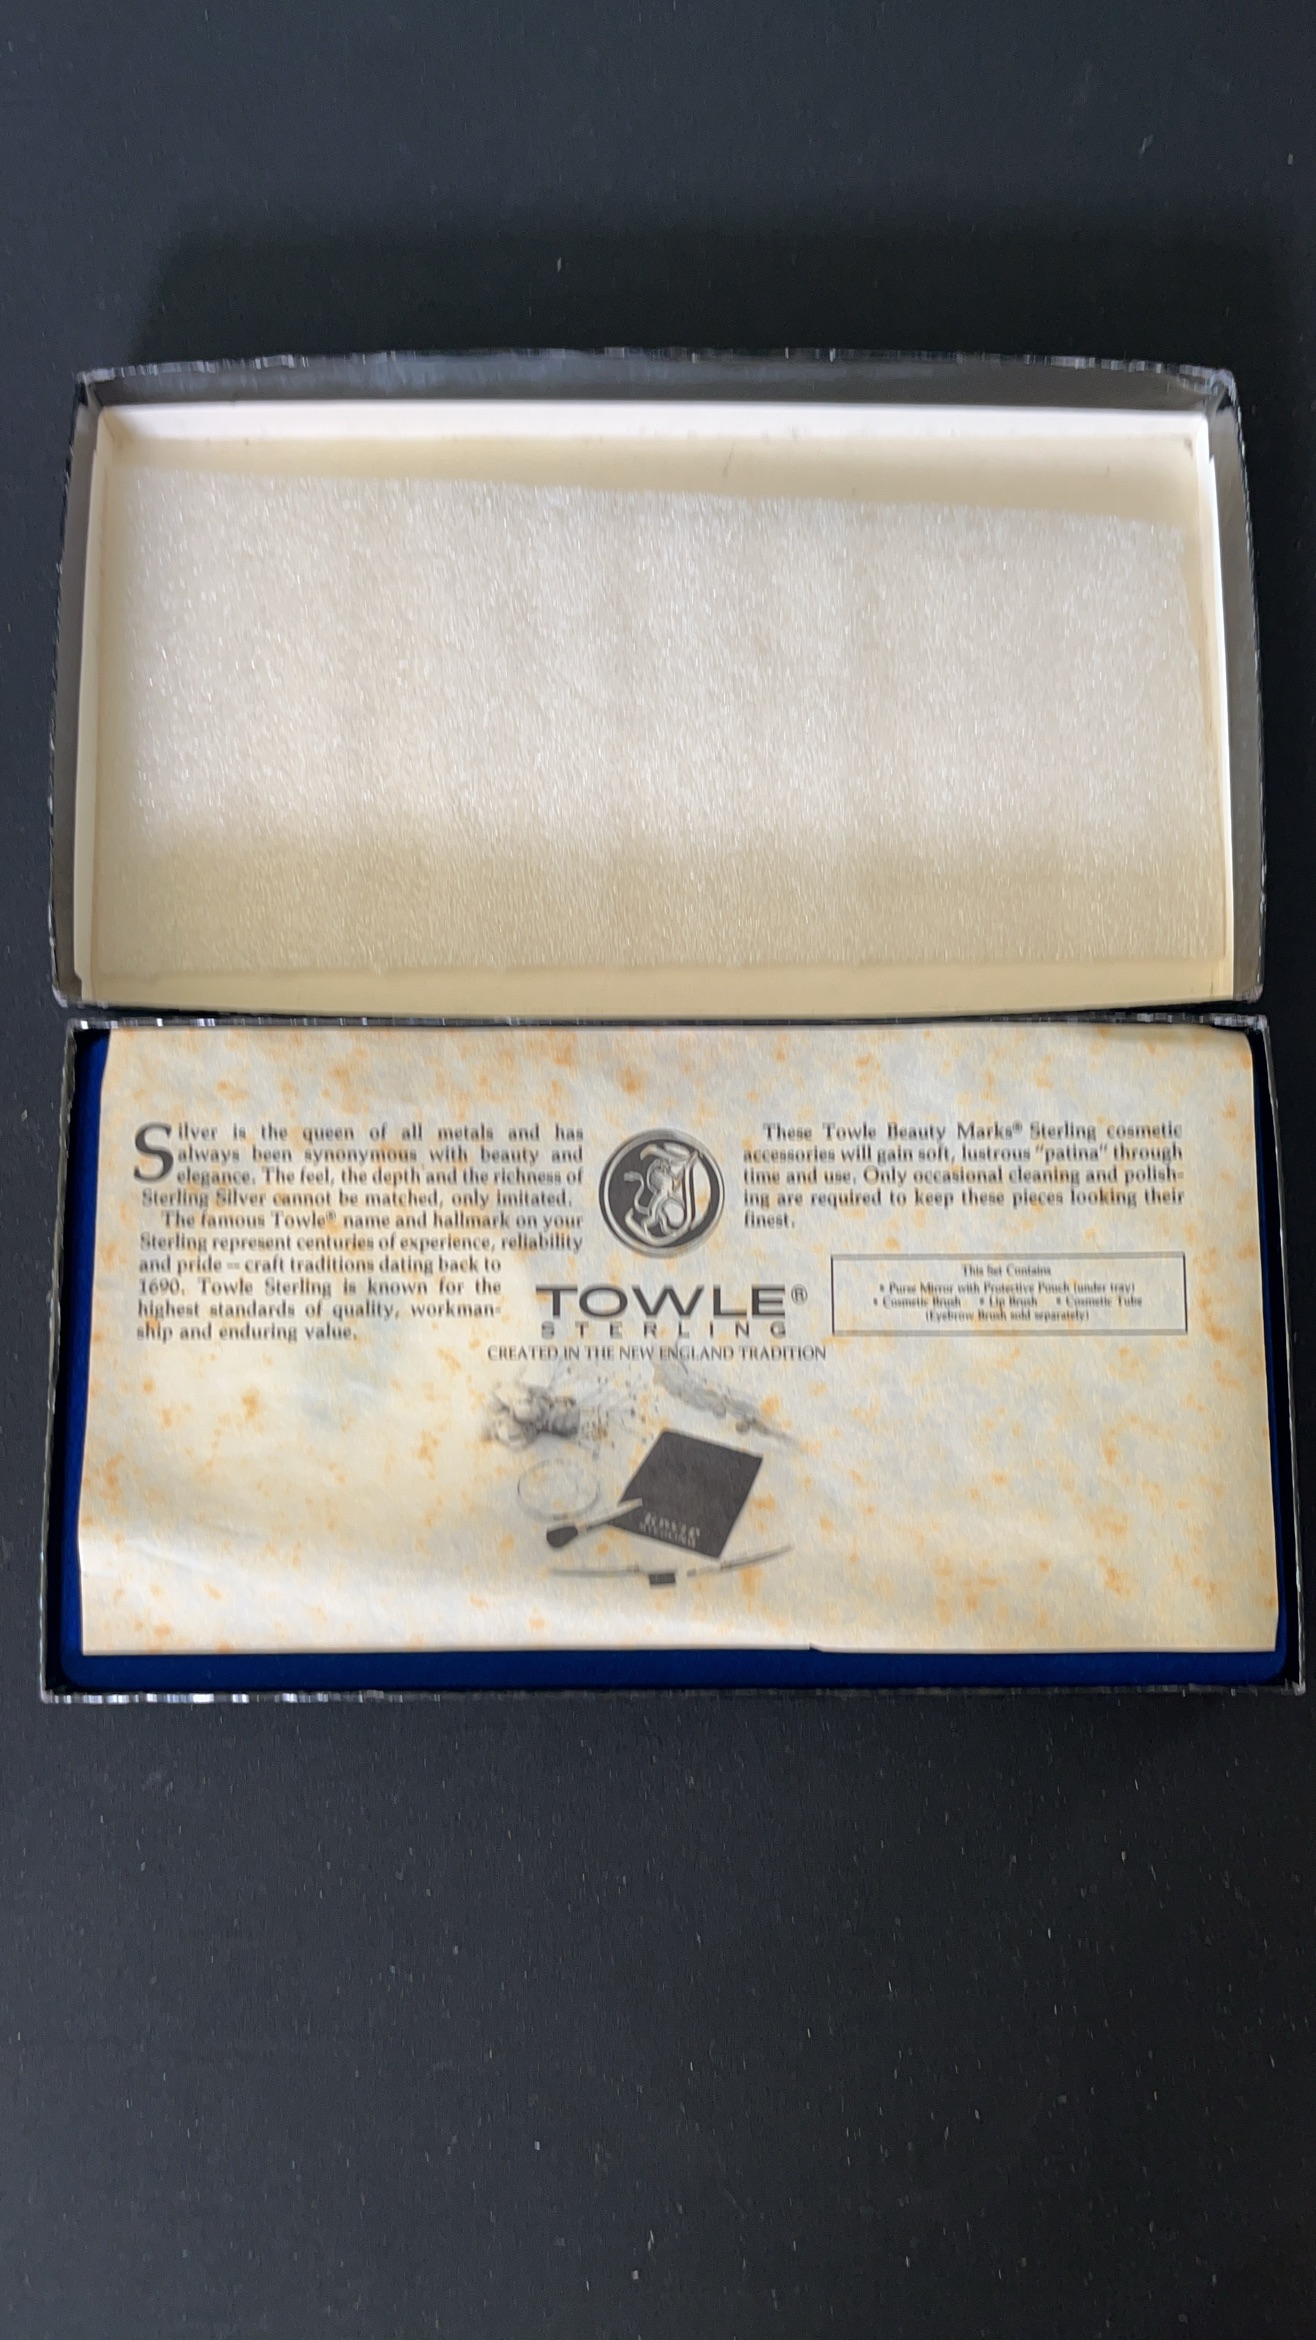 Silver is the queen of all metals and has
always been synonymous with beauty and
elegance. The feel, the depth and the richness of
Sterling Silver cannot be matched, only imitated.
The famous Towle® name and hallmark on your
Sterling represent centuries of experience, reliability
and pride — craft traditions dating back to
1690. Towle Sterling is known for the
highest standards of quality, workman-
ship and enduring value.
TOWLE®
STERLING
CREATED IN THE NEW ENGLAND TRADITION
These Towle Beauty Marks® Sterling cosmetic
accessories will gain soft, lustrous "patina" through
time and use. Only occasional cleaning and polish-
ing are required to keep these pieces looking their
finest.
This Set Contains
• Purse Mirror with Protective Pouch (under tray)
• Cosmetic Brush • Lip Brush • Cosmetic Tube
(Eyebrow Brush sold separately)
TOWLE
STERLING